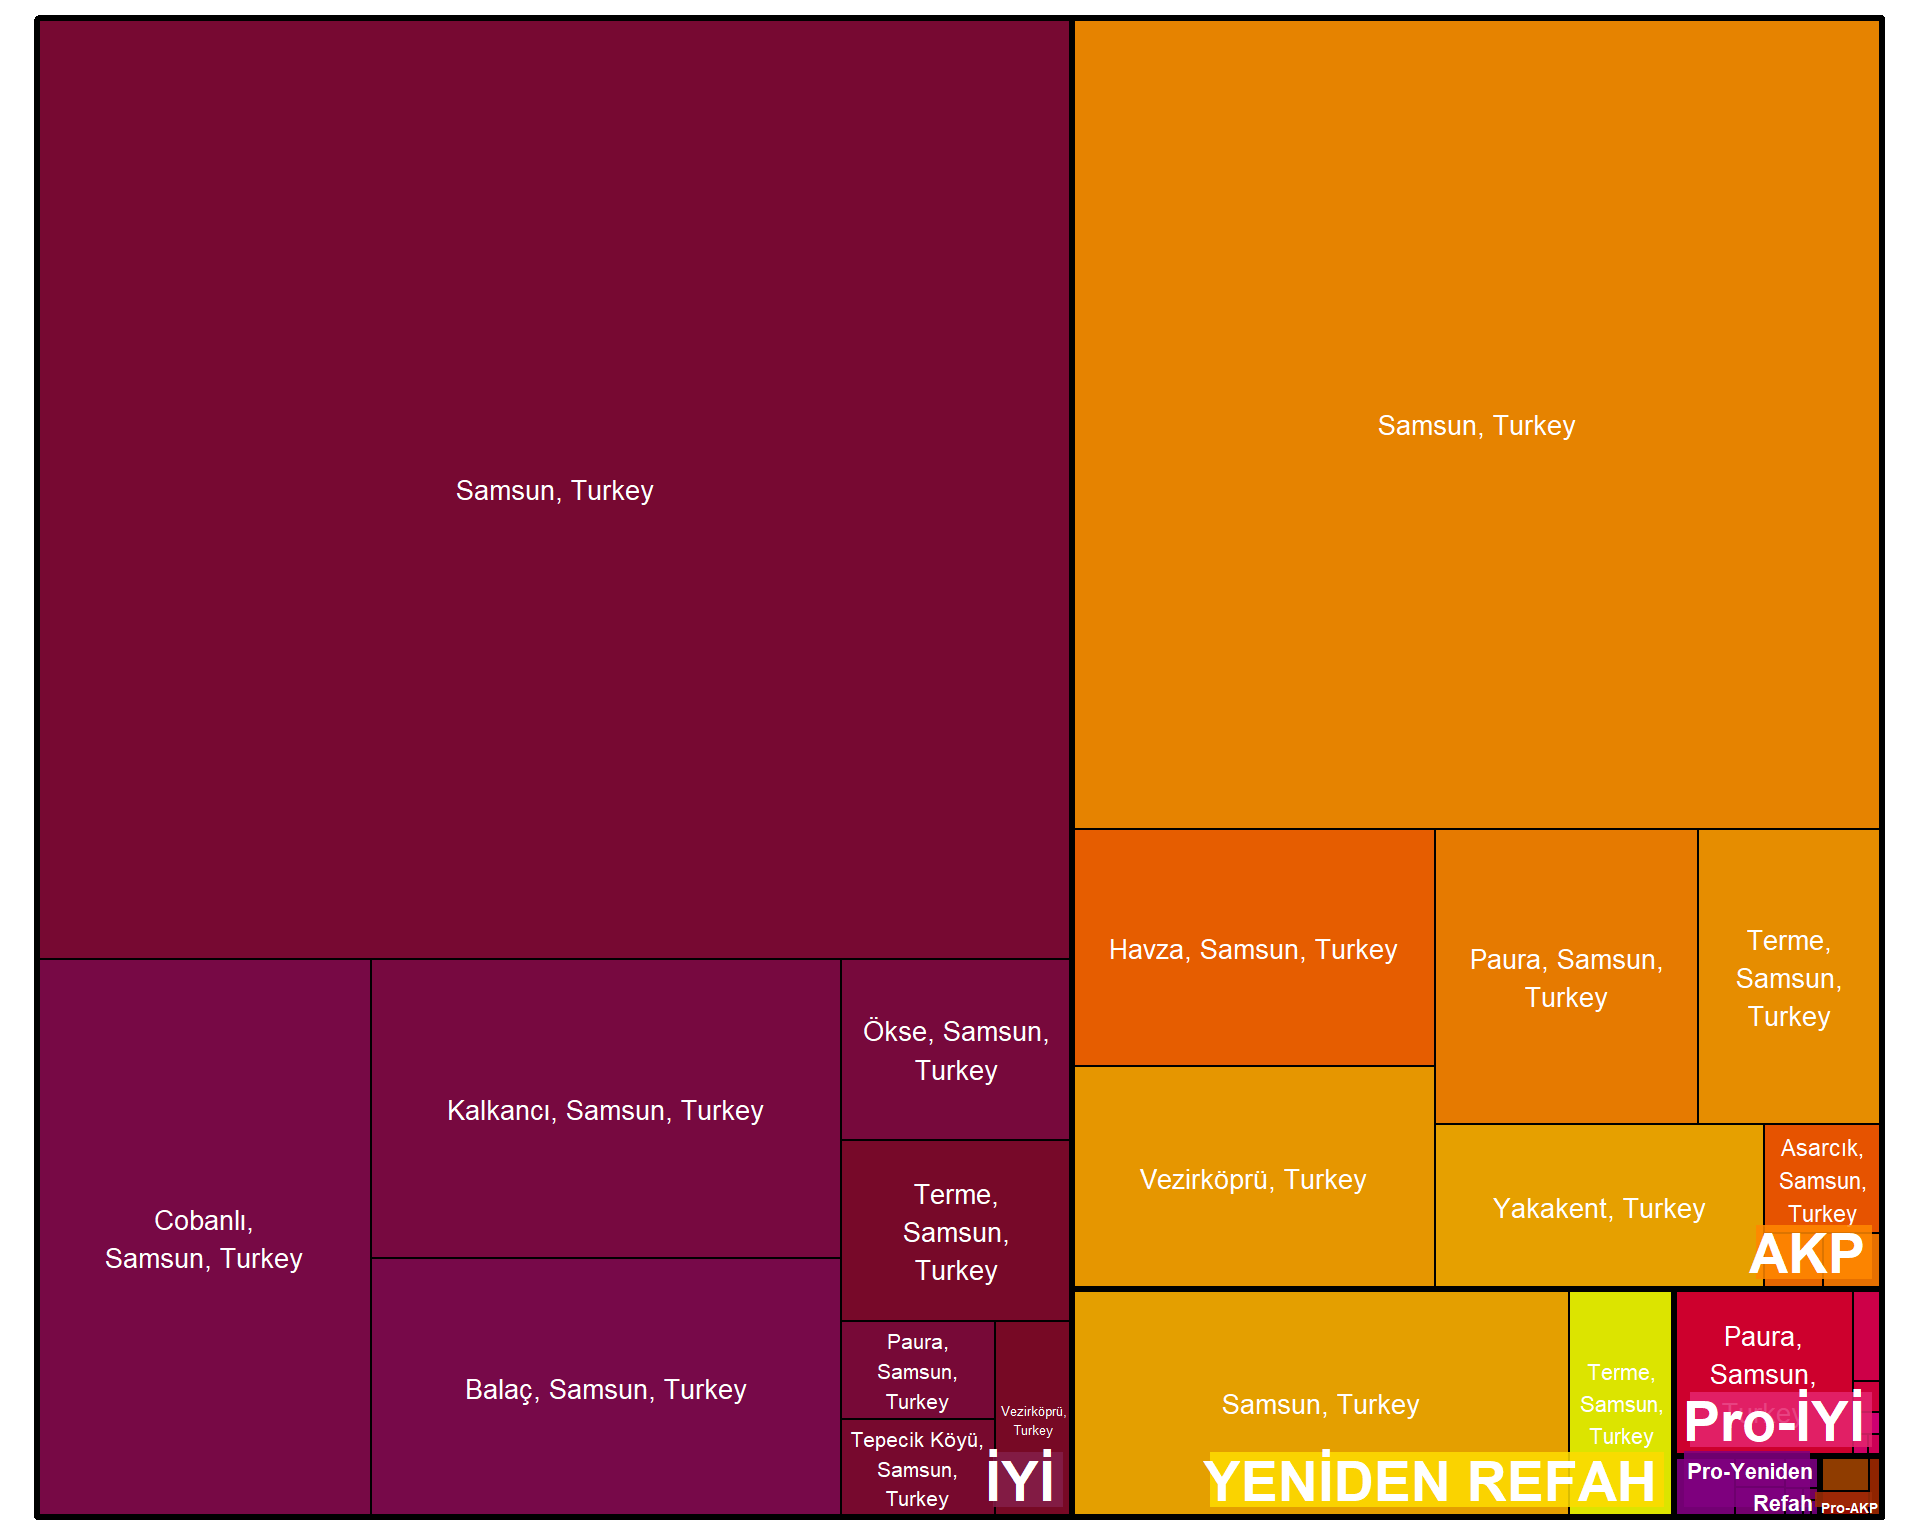 Samsun, Turkey
Cobanlı,
Samsun, Turkey
Kalkancı, Samsun, Turkey
Balaç, Samsun, Turkey
Ökse, Samsun,
Turkey
Terme,
Samsun,
Turkey
Paura,
Samsun,
Turkey
Tepecik Köyü,
Samsun,
Turkey
Vezirköprü,
Turkey
İYİ
Samsun, Turkey
Havza, Samsun, Turkey
Vezirköprü, Turkey
Paura, Samsun,
Turkey
Terme,
Samsun,
Turkey
Yakakent, Turkey
Asarcık,
Samsun,
Turkey
AKP
Samsun, Turkey
Terme,
Samsun,
Turkey
YENİDEN REFAH
Paura,
Samsun,
Turkey
Pro-İYİ
Pro-Yeniden
Refah
Pro-AKP